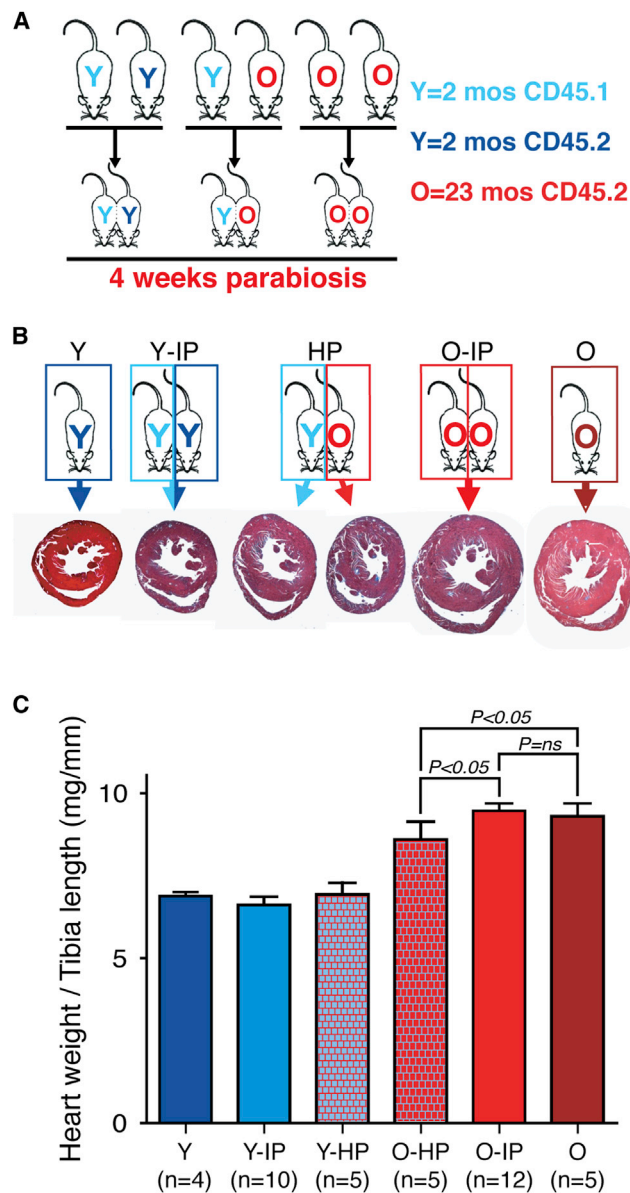 A
Y Y Y O O O
Y=2 mos CD45.1
Y=2 mos CD45.2
O=23 mos CD45.2
Y Y Y O O O
4 weeks parabiosis
B
Y Y-IP HP O-IP O
Y Y Y Y O O O O
C
Heart weight / Tibia length (mg/mm)
10
5
0
P<0.05
P=ns
P<0.05
Y Y-IP Y-HP O-HP O-IP O
(n=4) (n=10) (n=5) (n=5) (n=12) (n=5)